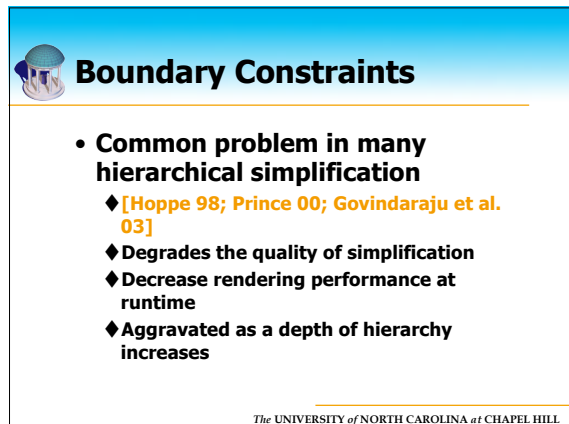 Boundary Constraints
• Common problem in many
hierarchical simplification
♦[Hoppe 98; Prince 00; Govindaraju et al.
03]
♦Degrades the quality of simplification
♦Decrease rendering performance at
runtime
♦Aggravated as a depth of hierarchy
increases
The UNIVERSITY of NORTH CAROLINA at CHAPEL HILL